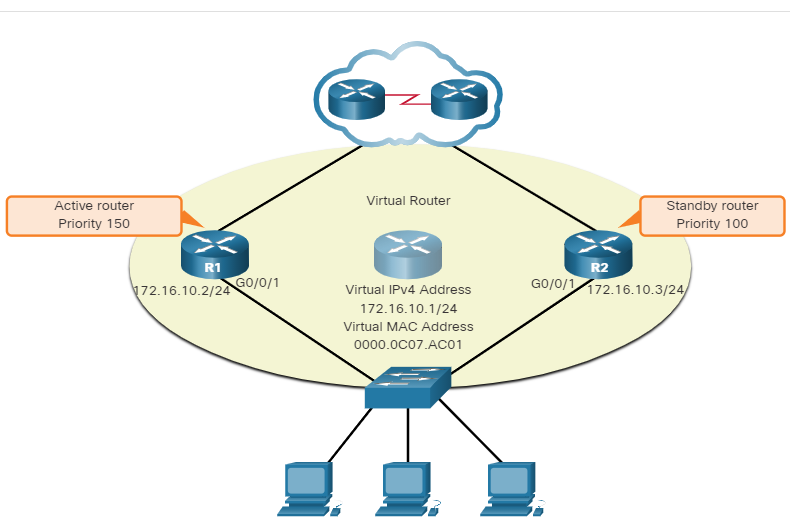 Virtual Router
Active router
Priority 150
Standby router
Priority 100
R1
R2
G0/0/1
172.16.10.2/24
G0/0/1
172.16.10.3/24
Virtual IPv4 Address
172.16.10.1/24
Virtual MAC Address
0000.0C07.AC01